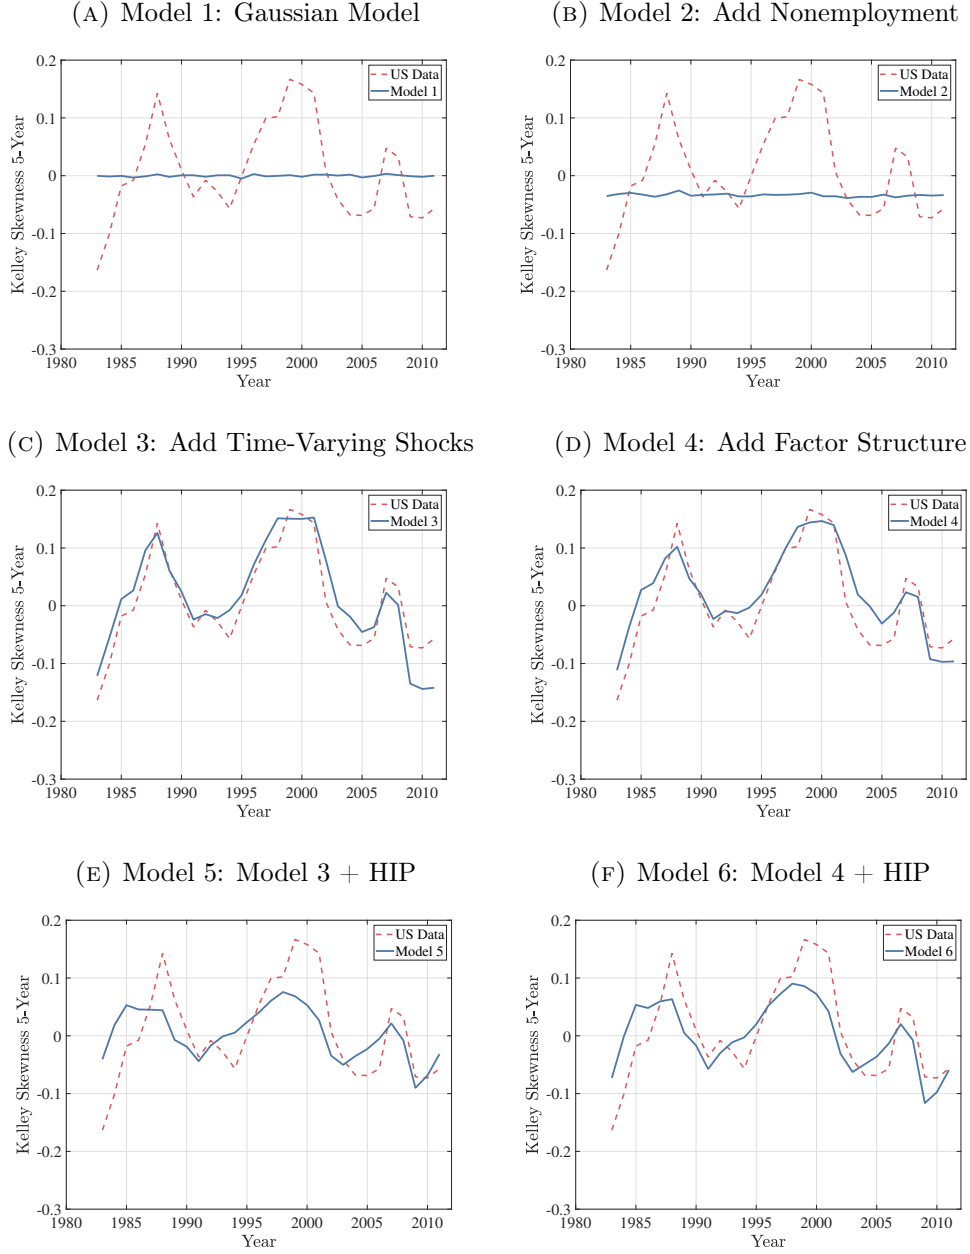 (A) Model 1: Gaussian Model
0.2
0.1
0
-0.1
-0.2
-0.3
1980 1985 1990 1995 2000 2005 2010
Year
Kelley Skewness 5-Year
US Data
Model 1
(B) Model 2: Add Nonemployment
0.2
0.1
0
-0.1
-0.2
-0.3
1980 1985 1990 1995 2000 2005 2010
Year
Kelley Skewness 5-Year
US Data
Model 2
(C) Model 3: Add Time-Varying Shocks
0.2
0.1
0
-0.1
-0.2
-0.3
1980 1985 1990 1995 2000 2005 2010
Year
Kelley Skewness 5-Year
US Data
Model 3
(D) Model 4: Add Factor Structure
0.2
0.1
0
-0.1
-0.2
-0.3
1980 1985 1990 1995 2000 2005 2010
Year
Kelley Skewness 5-Year
US Data
Model 4
(E) Model 5: Model 3 + HIP
0.2
0.1
0
-0.1
-0.2
-0.3
1980 1985 1990 1995 2000 2005 2010
Year
Kelley Skewness 5-Year
US Data
Model 5
(F) Model 6: Model 4 + HIP
0.2
0.1
0
-0.1
-0.2
-0.3
1980 1985 1990 1995 2000 2005 2010
Year
Kelley Skewness 5-Year
US Data
Model 6